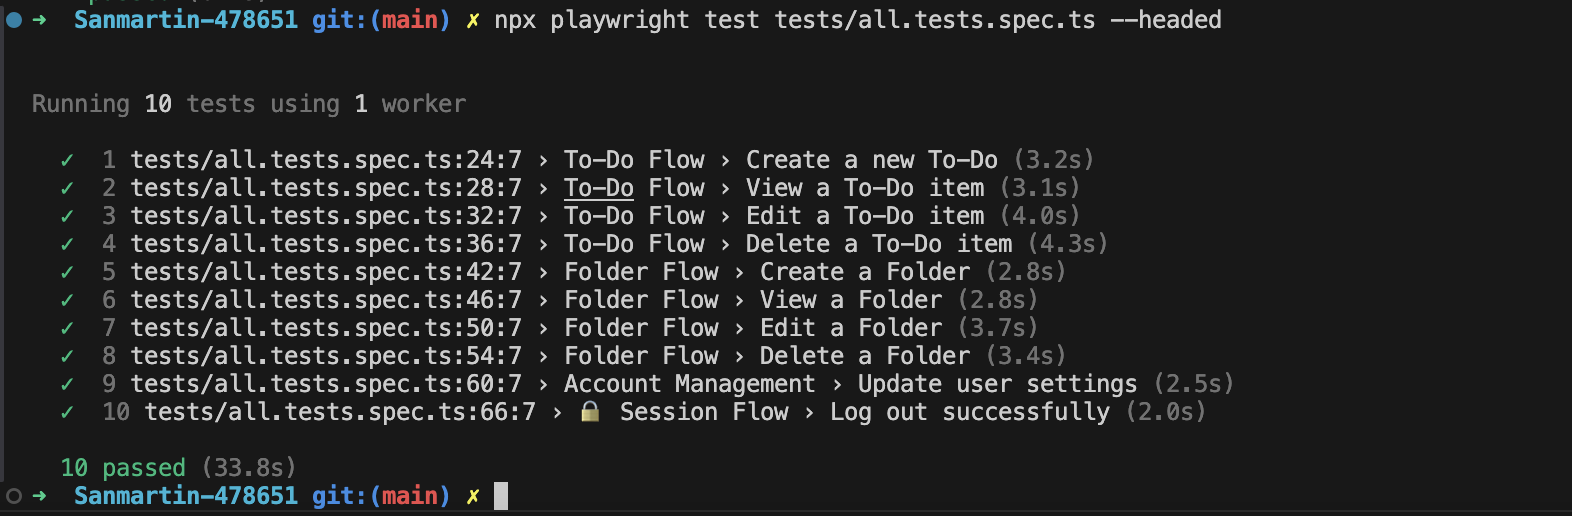 ➜ Sanmartin-478651 git:(main) ✗ npx playwright test tests/all.tests.spec.ts --headed
Running 10 tests using 1 worker
✓ 1 tests/all.tests.spec.ts:24:7 › To-Do Flow › Create a new To-Do (3.2s)
✓ 2 tests/all.tests.spec.ts:28:7 › To-Do Flow › View a To-Do item (3.1s)
✓ 3 tests/all.tests.spec.ts:32:7 › To-Do Flow › Edit a To-Do item (4.0s)
✓ 4 tests/all.tests.spec.ts:36:7 › To-Do Flow › Delete a To-Do item (4.3s)
✓ 5 tests/all.tests.spec.ts:42:7 › Folder Flow › Create a Folder (2.8s)
✓ 6 tests/all.tests.spec.ts:46:7 › Folder Flow › View a Folder (2.8s)
✓ 7 tests/all.tests.spec.ts:50:7 › Folder Flow › Edit a Folder (3.7s)
✓ 8 tests/all.tests.spec.ts:54:7 › Folder Flow › Delete a Folder (3.4s)
✓ 9 tests/all.tests.spec.ts:60:7 › Account Management › Update user settings (2.5s)
✓ 10 tests/all.tests.spec.ts:66:7 › 🔒 Session Flow › Log out successfully (2.0s)
10 passed (33.8s)
➜ Sanmartin-478651 git:(main) ✗